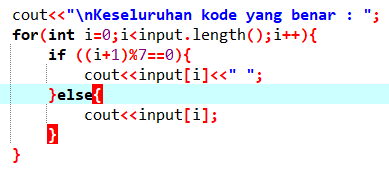 cout<<"\nKeseluruhan kode yang benar : ";
for(int i=0;i<input.length();i++){
if ((i+1)%7==0){
cout<<input[i]<<" ";
}else{
cout<<input[i];
}
}